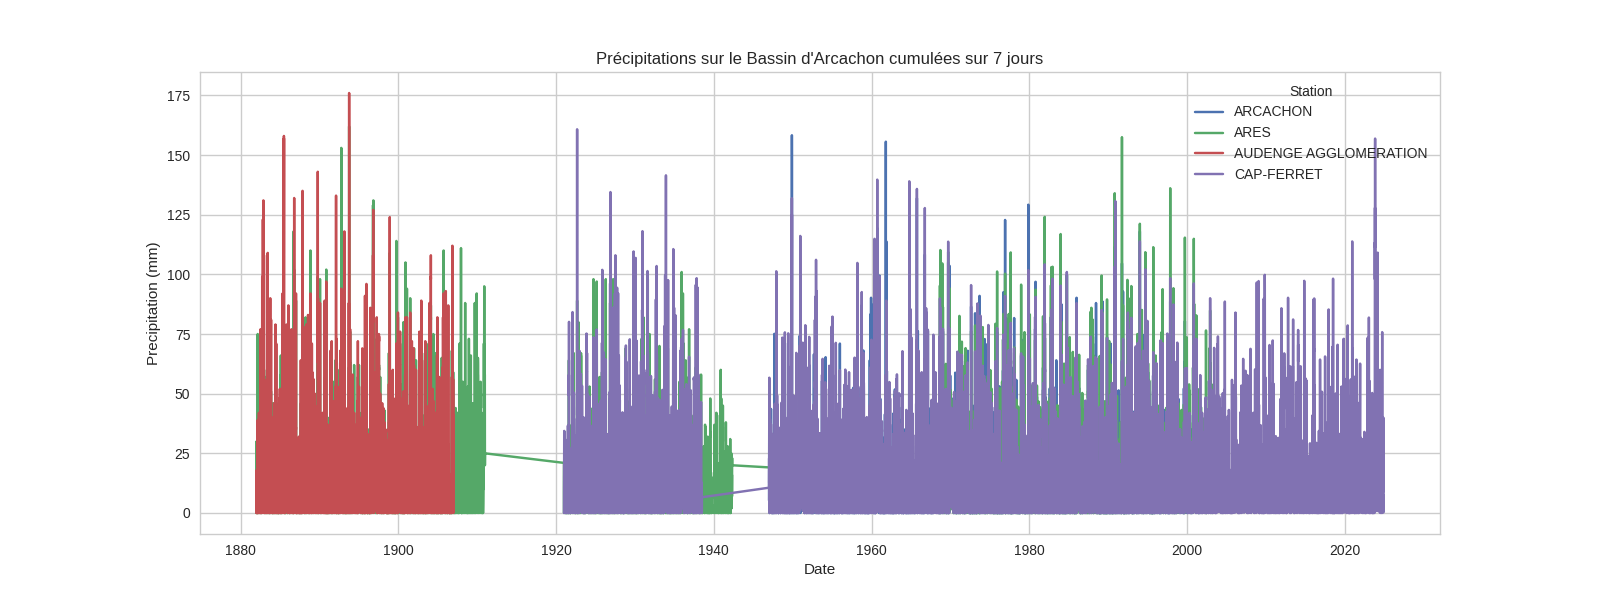 Précipitations sur le Bassin d'Arcachon cumulées sur 7 jours
Precipitation (mm)
175
150
125
100
75
50
25
0
Station
ARCACHON
ARES
AUDENGE AGGLOMERATION
CAP-FERRET
1880
1900
1920
1940
1960
1980
2000
2020
Date